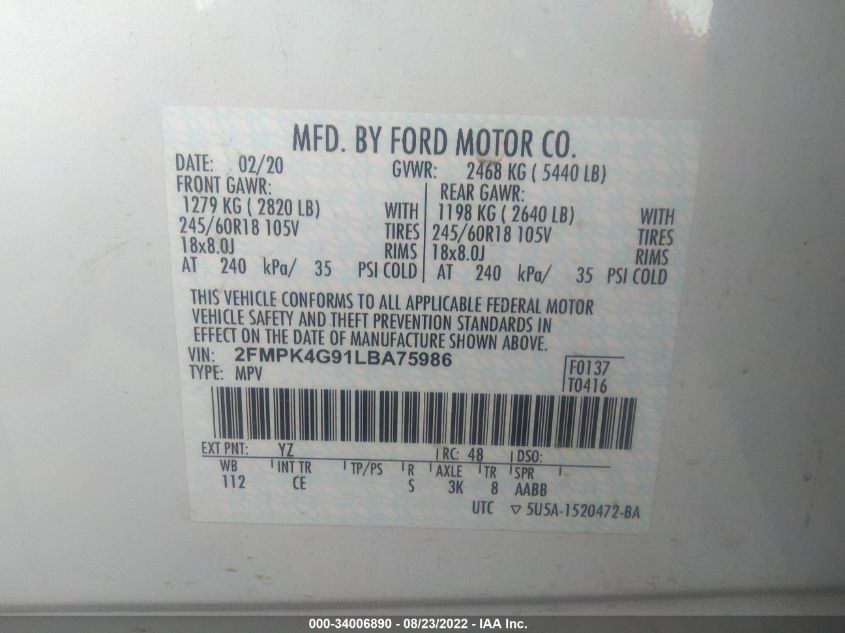 MFD. BY FORD MOTOR CO.
DATE: 02/20 GVWR: 2468 KG ( 5440 LB)
FRONT GAWR: REAR GAWR:
1279 KG ( 2820 LB) WITH 1198 KG ( 2640 LB) WITH
245/60R18 105V TIRES 245/60R18 105V TIRES
18x8.0J RIMS 18x8.0J RIMS
AT 240 kPa/ 35 PSI COLD AT 240 kPa/ 35 PSI COLD
THIS VEHICLE CONFORMS TO ALL APPLICABLE FEDERAL MOTOR
VEHICLE SAFETY AND THEFT PREVENTION STANDARDS IN
EFFECT ON THE DATE OF MANUFACTURE SHOWN ABOVE.
VIN: 2FMPK4G91LBA75986 F0137
TYPE: MPV T0416
EXT PNT: YZ RC: 48 DSO:
WB INT TR TP/PS R AXLE TR SPR
112 CE S 3K 8 AABB
UTC ▽ 5U5A-1520472-BA
000-34006890 - 08/23/2022 - IAA Inc.